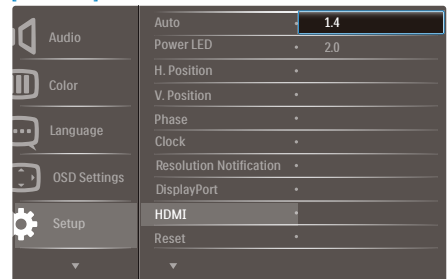 Audio
Color
Language
OSD Settings
Setup
Auto
Power LED
H. Position
V. Position
Phase
Clock
Resolution Notification
DisplayPort
HDMI
Reset
1.4
2.0